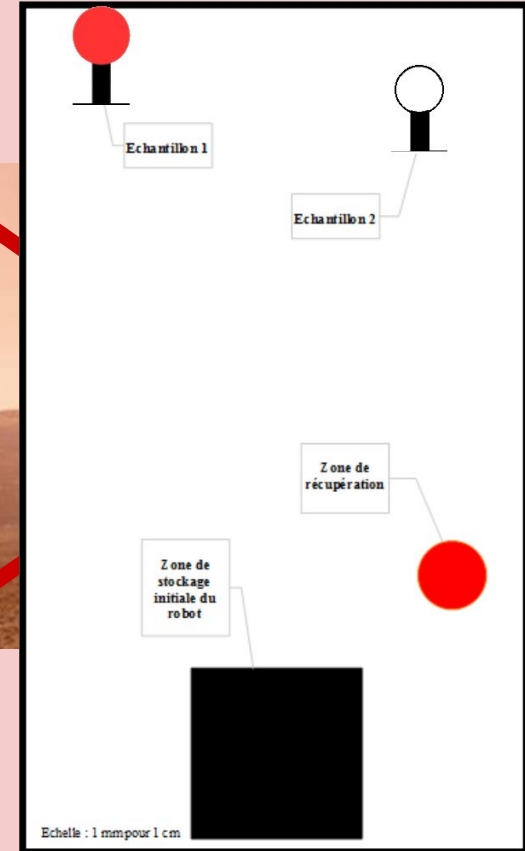 Echantillon 1
Echantillon 2
Zone de
récupération
Zone de
stockage
initiale du
robot
Echelle : 1 mm pour 1 cm